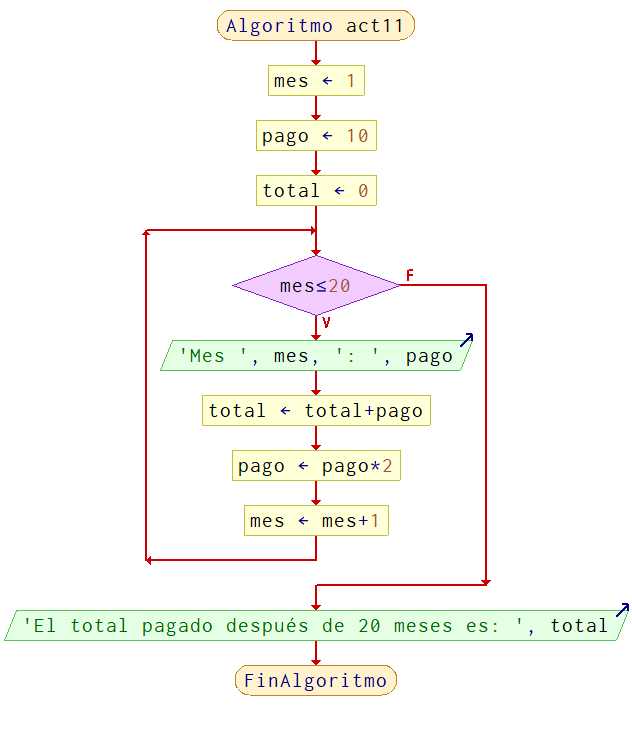 Algoritmo act11
mes ← 1
pago ← 10
total ← 0
mes≤20
F
V
'Mes ', mes, ': ', pago
total ← total+pago
pago ← pago*2
mes ← mes+1
'El total pagado después de 20 meses es: ', total
FinAlgoritmo